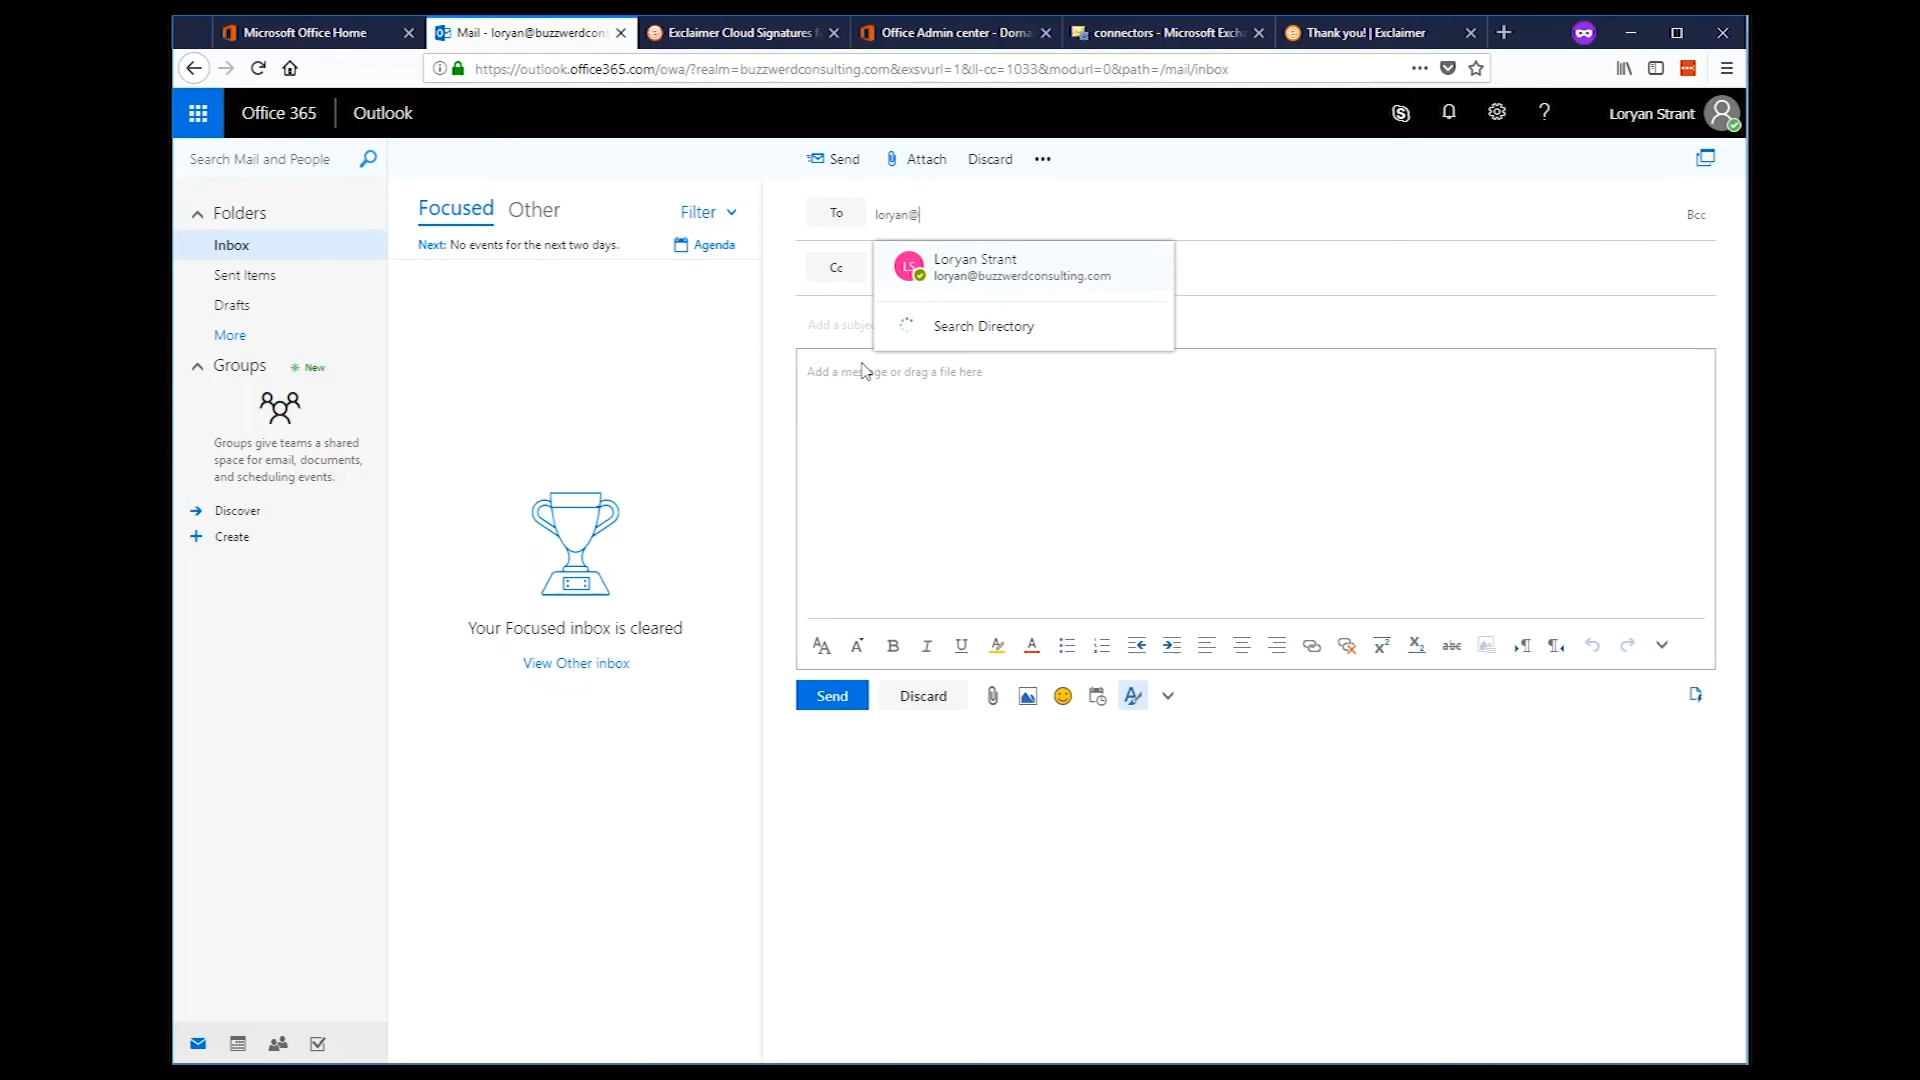 Microsoft Office Home
Mail - loryan@buzzwerdcons
Exclaimer Cloud Signatures f
Office Admin center - Doma
connectors - Microsoft Excha
Thank you! | Exclaimer
https://outlook.office365.com/owa/?realm=buzzwerdconsulting.com&exsvurl=1&ll-cc=1033&modurl=0&path=/mail/inbox
Office 365
Outlook
Loryan Strant
Search Mail and People
Send
Attach
Discard
Folders
Inbox
Sent Items
Drafts
More
Groups
New
Groups give teams a shared
space for email, documents,
and scheduling events.
Discover
Create
Focused
Other
Filter
Next: No events for the next two days.
Agenda
Your Focused inbox is cleared
View Other inbox
To
loryan@
Bcc
Cc
LS
Loryan Strant
loryan@buzzwerdconsulting.com
Search Directory
Add a subjec
Add a message or drag a file here
Send
Discard